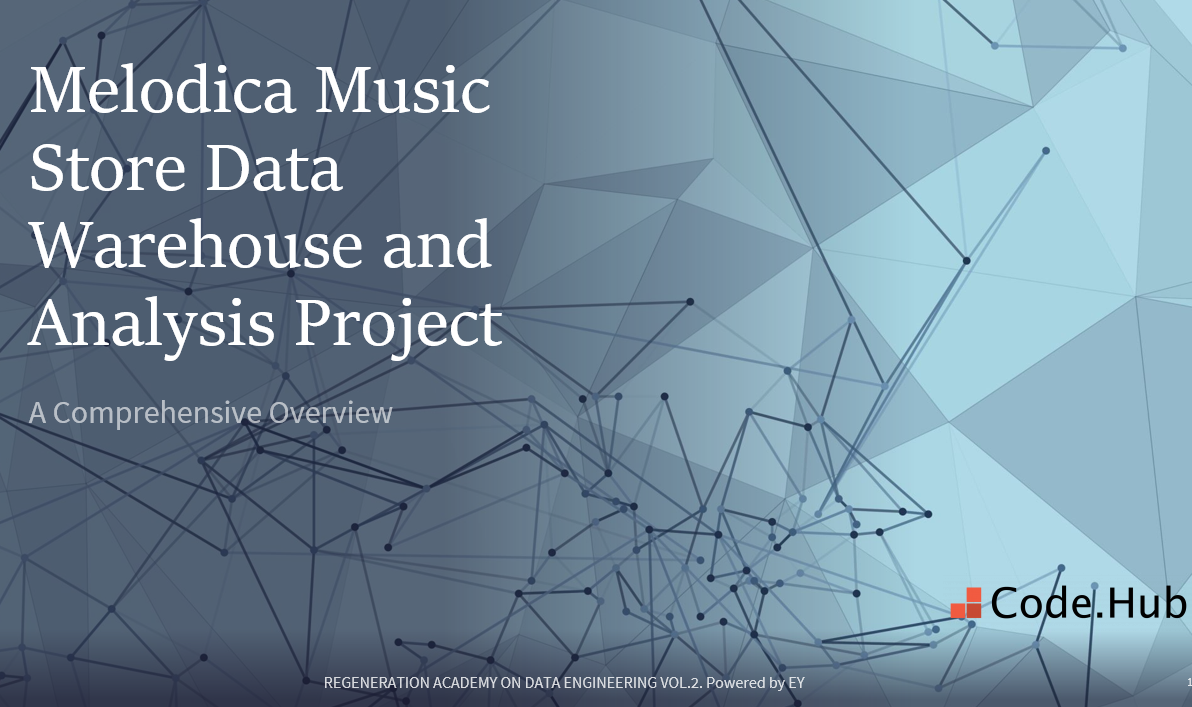 Melodica Music
Store Data
Warehouse and
Analysis Project
A Comprehensive Overview
Code.Hub
REGENERATION ACADEMY ON DATA ENGINEERING VOL.2. Powered by EY
1